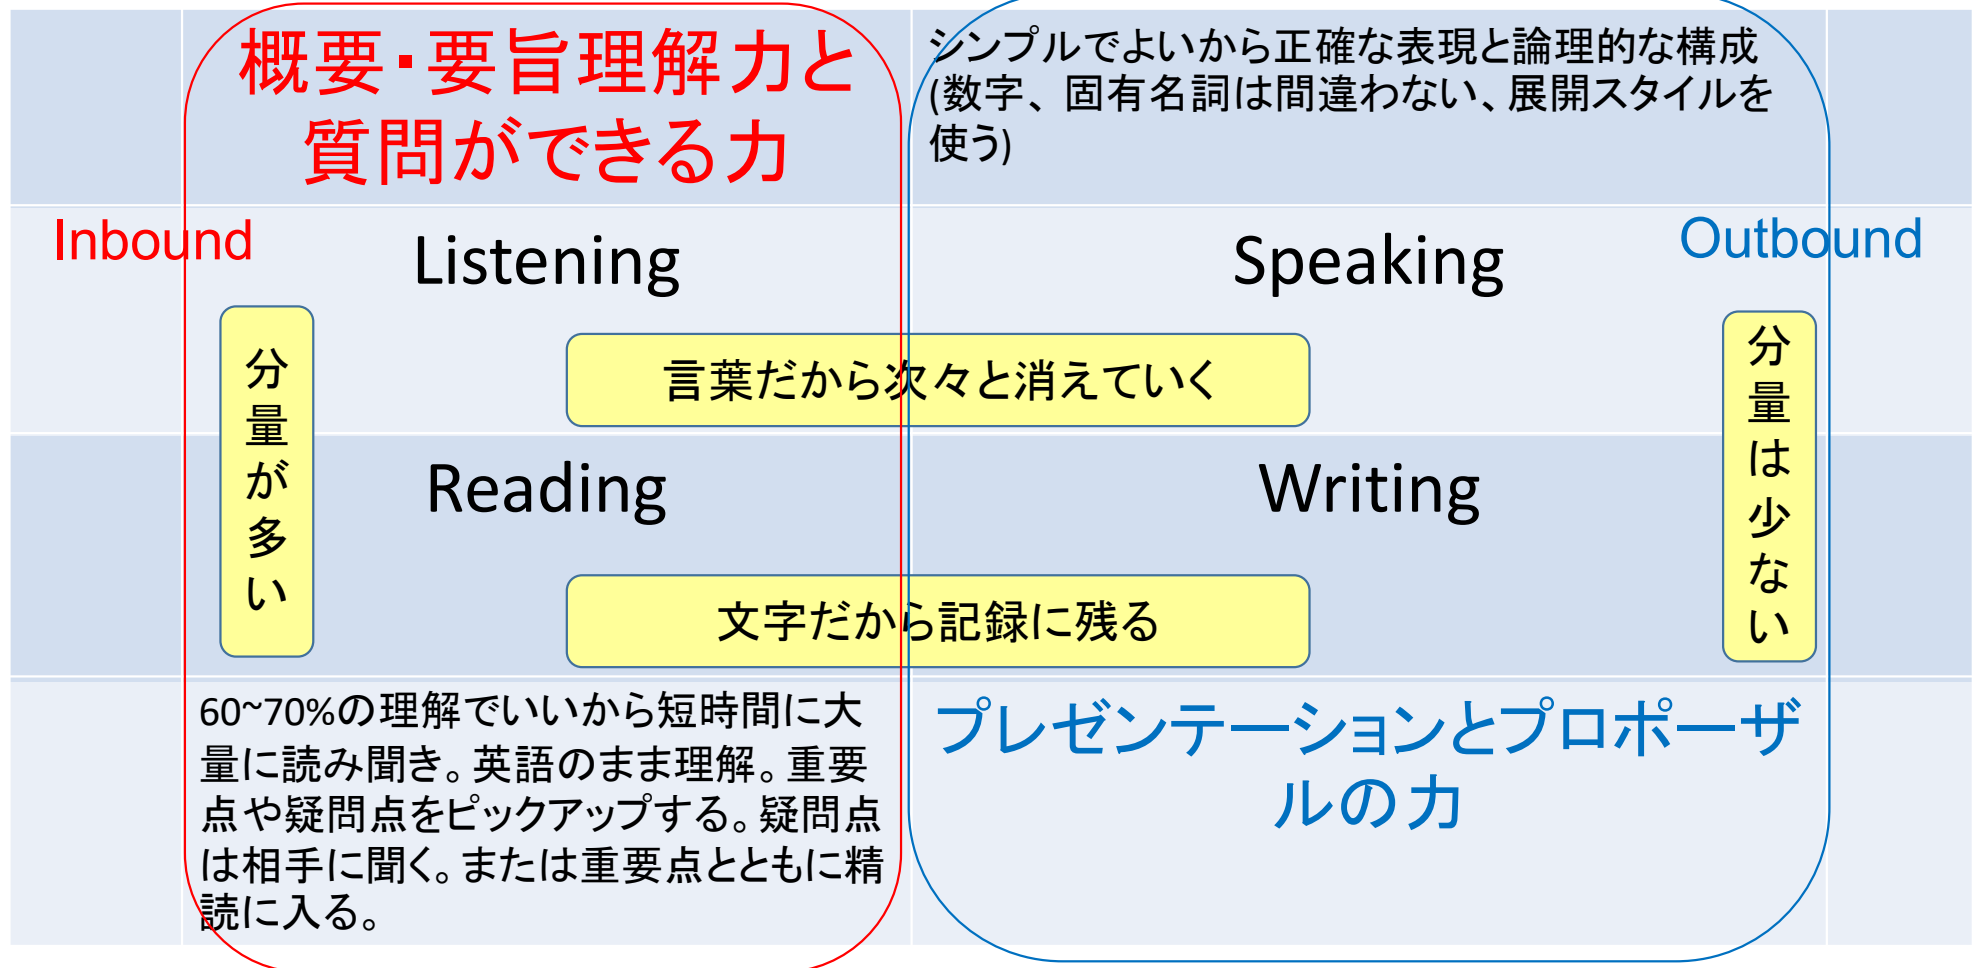 概要・要旨理解力と
質問ができる力
シンプルでよいから正確な表現と論理的な構成
(数字、固有名詞は間違わない、展開スタイルを
使う)
Inbound
Listening
Speaking
Outbound
分量が多い
言葉だから次々と消えていく
分量は少ない
Reading
Writing
文字だから記録に残る
60~70%の理解でいいから短時間に大
量に読み聞き。英語のまま理解。重要
点や疑問点をピックアップする。疑問点
は相手に聞く。または重要点とともに精
読に入る。
プレゼンテーションとプロポーザ
ルの力